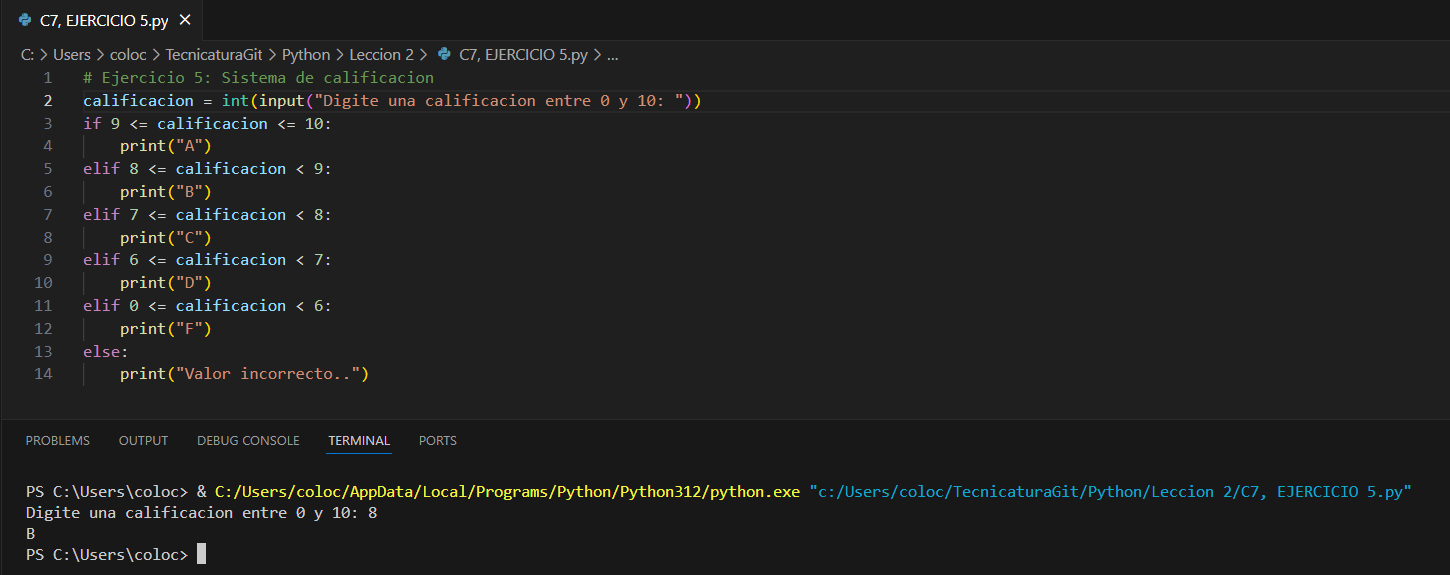 C7, EJERCICIO 5.py ×
C: > Users > coloc > TecnicaturaGit > Python > Leccion 2 > C7, EJERCICIO 5.py > ...
1 # Ejercicio 5: Sistema de calificacion
2 calificacion = int(input("Digite una calificacion entre 0 y 10: "))
3 if 9 <= calificacion <= 10:
4     print("A")
5 elif 8 <= calificacion < 9:
6     print("B")
7 elif 7 <= calificacion < 8:
8     print("C")
9 elif 6 <= calificacion < 7:
10     print("D")
11 elif 0 <= calificacion < 6:
12     print("F")
13 else:
14     print("Valor incorrecto..")
PROBLEMS OUTPUT DEBUG CONSOLE TERMINAL PORTS
PS C:\Users\coloc> & C:/Users/coloc/AppData/Local/Programs/Python/Python312/python.exe "c:/Users/coloc/TecnicaturaGit/Python/Leccion 2/C7, EJERCICIO 5.py"
Digite una calificacion entre 0 y 10: 8
B
PS C:\Users\coloc>